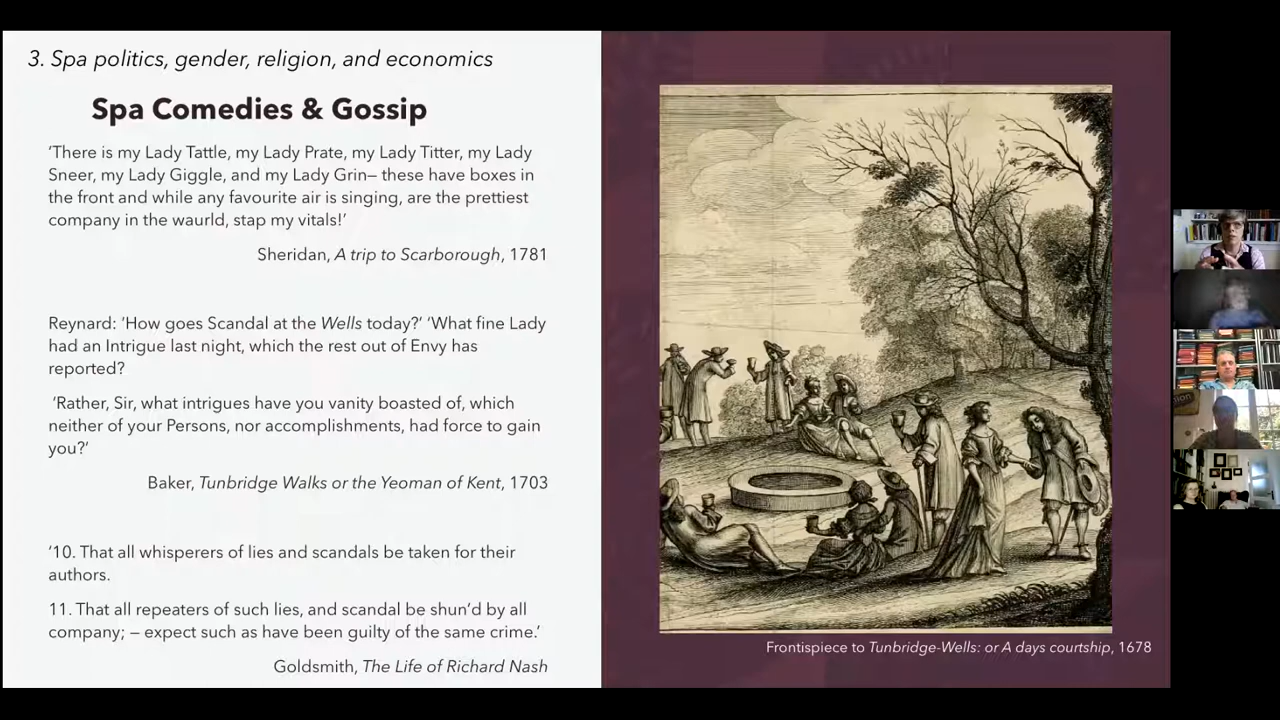 3. Spa politics, gender, religion, and economics
Spa Comedies & Gossip
'There is my Lady Tattle, my Lady Prate, my Lady Titter, my Lady
Sneer, my Lady Giggle, and my Lady Grin– these have boxes in
the front and while any favourite air is singing, are the prettiest
company in the waurld, stap my vitals!'
Sheridan, A trip to Scarborough, 1781
Reynard: 'How goes Scandal at the Wells today?' 'What fine Lady
had an Intrigue last night, which the rest out of Envy has
reported?
'Rather, Sir, what intrigues have you vanity boasted of, which
neither of your Persons, nor accomplishments, had force to gain
you?'
Baker, Tunbridge Walks or the Yeoman of Kent, 1703
'10. That all whisperers of lies and scandals be taken for their
authors.
11. That all repeaters of such lies, and scandal be shun'd by all
company; – expect such as have been guilty of the same crime.'
Goldsmith, The Life of Richard Nash
Frontispiece to Tunbridge-Wells: or A days courtship, 1678